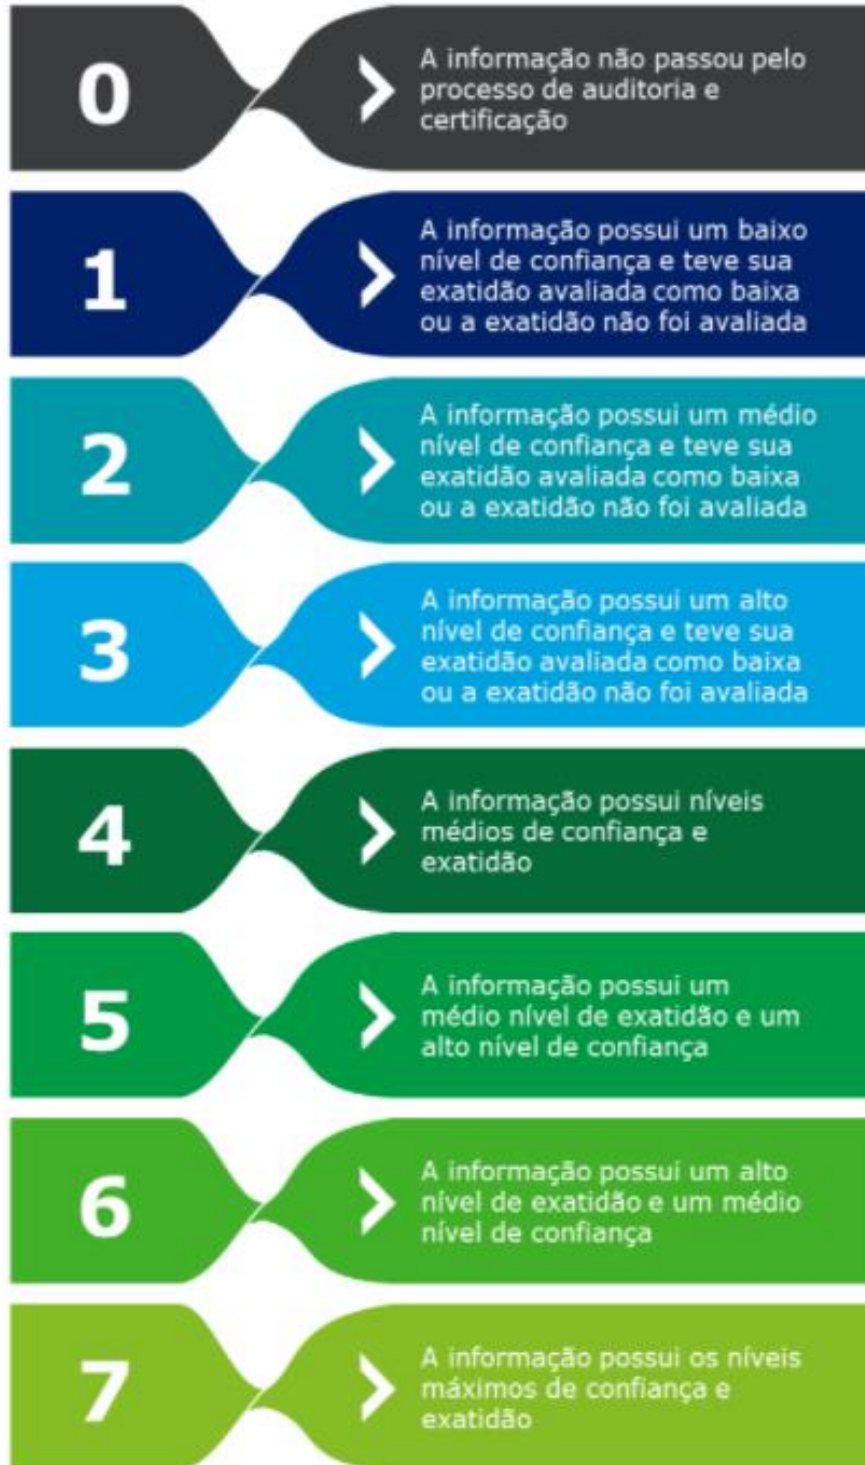 0
A informação não passou pelo
processo de auditoria e
certificação
1
A informação possui um baixo
nível de confiança e teve sua
exatidão avaliada como baixa
ou a exatidão não foi avaliada
2
A informação possui um médio
nível de confiança e teve sua
exatidão avaliada como baixa
ou a exatidão não foi avaliada
3
A informação possui um alto
nível de confiança e teve sua
exatidão avaliada como baixa
ou a exatidão não foi avaliada
4
A informação possui níveis
médios de confiança e
exatidão
5
A informação possui um
médio nível de exatidão e um
alto nível de confiança
6
A informação possui um alto
nível de exatidão e um médio
nível de confiança
7
A informação possui os níveis
máximos de confiança e
exatidão